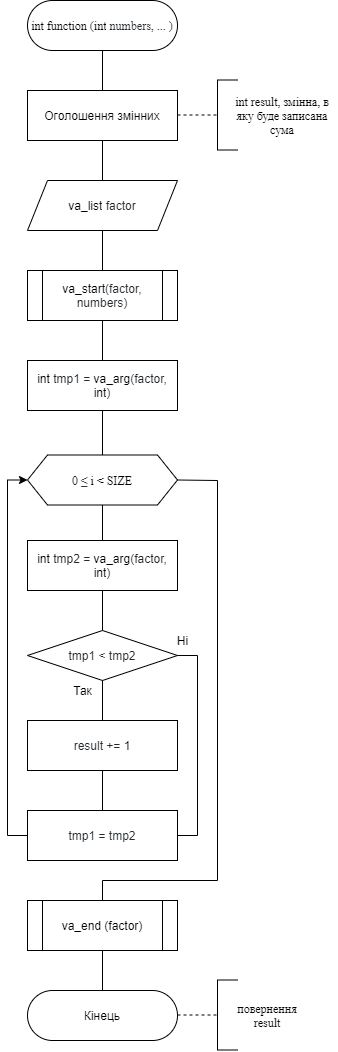 int function (int numbers, ... )
Оголошення змінних
int result, змінна, в
яку буде записана
сума
va_list factor
va_start(factor,
numbers)
int tmp1 = va_arg(factor,
int)
0 ≤ i < SIZE
int tmp2 = va_arg(factor,
int)
tmp1 < tmp2
Ні
Так
result += 1
tmp1 = tmp2
va_end (factor)
Кінець
повернення
result